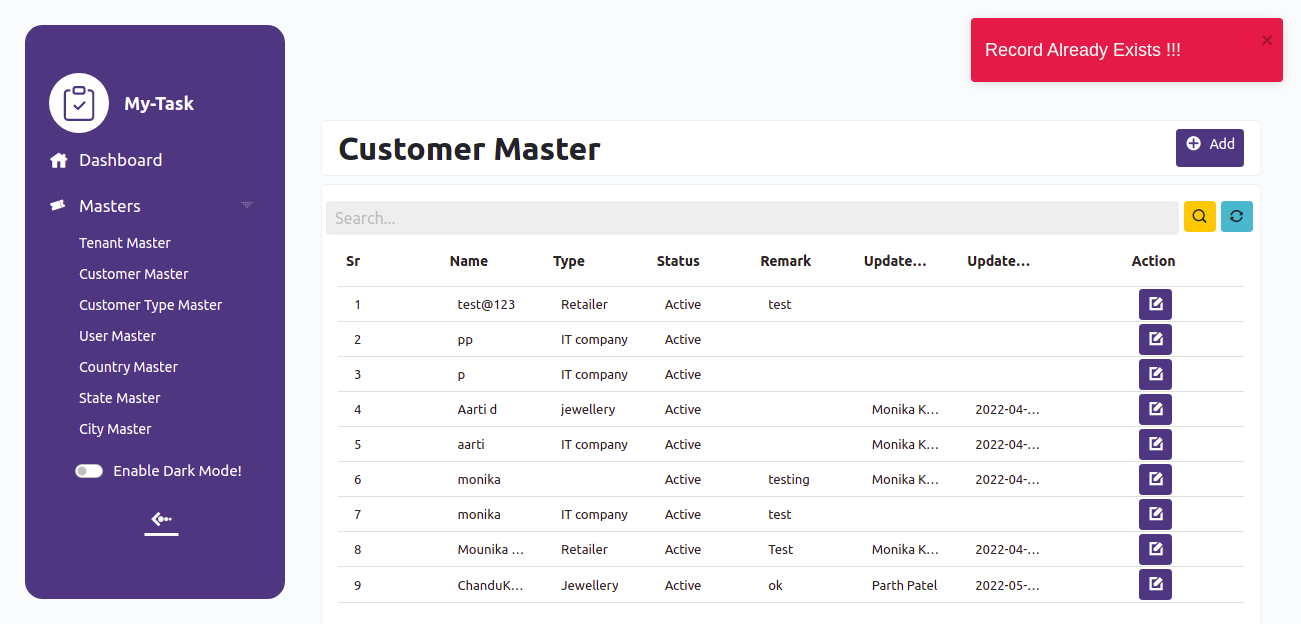 Record Already Exists !!!
×
My-Task
Dashboard
Masters
Tenant Master
Customer Master
Customer Type Master
User Master
Country Master
State Master
City Master
Enable Dark Mode!
Customer Master
Add
Search...
Sr Name Type Status Remark Update... Update... Action
1 test@123 Retailer Active test
2 pp IT company Active
3 p IT company Active
4 Aarti d jewellery Active Monika K... 2022-04-...
5 aarti IT company Active Monika K... 2022-04-...
6 monika Active testing Monika K... 2022-04-...
7 monika IT company Active test
8 Mounika ... Retailer Active Test Monika K... 2022-04-...
9 ChanduK... Jewellery Active ok Parth Patel 2022-05-...